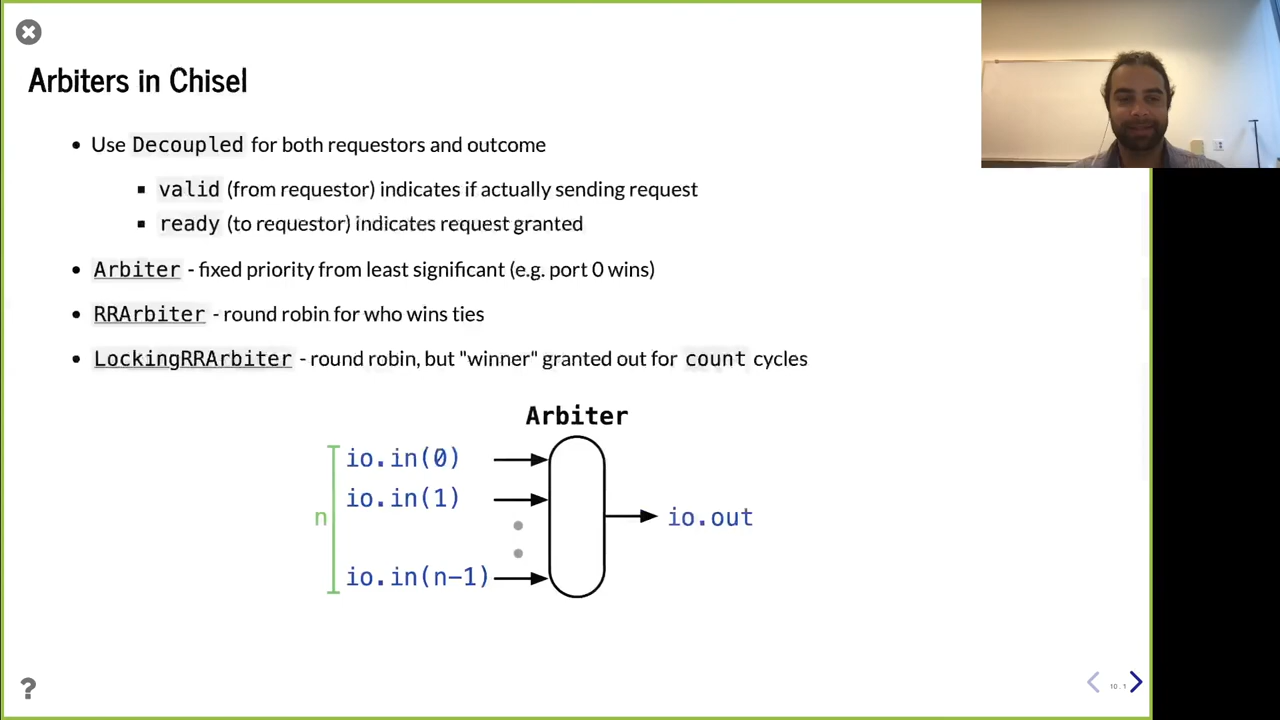 Arbiters in Chisel
Use Decoupled for both requestors and outcome
valid (from requestor) indicates if actually sending request
ready (to requestor) indicates request granted
Arbiter - fixed priority from least significant (e.g. port 0 wins)
RRArbiter - round robin for who wins ties
LockingRRArbiter - round robin, but "winner" granted out for count cycles
Arbiter
io.in(0)
io.in(1)
n
io.out
io.in(n-1)
?
10.1